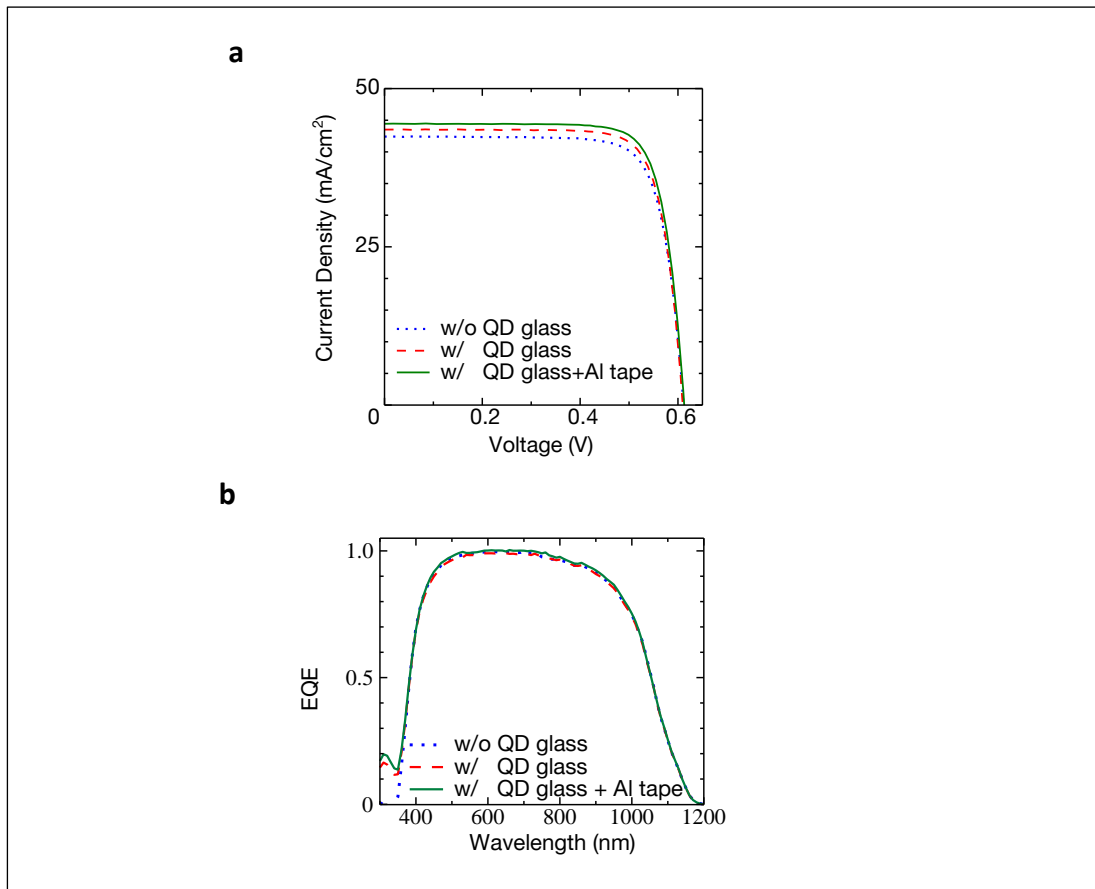 a
50
25
0
0.2
0.4
0.6
Current Density (mA/cm²)
Voltage (V)
w/o QD glass
w/ QD glass
w/ QD glass+Al tape
b
1.0
0.5
0
400
600
800
1000
1200
EQE
Wavelength (nm)
w/o QD glass
w/ QD glass
w/ QD glass + Al tape